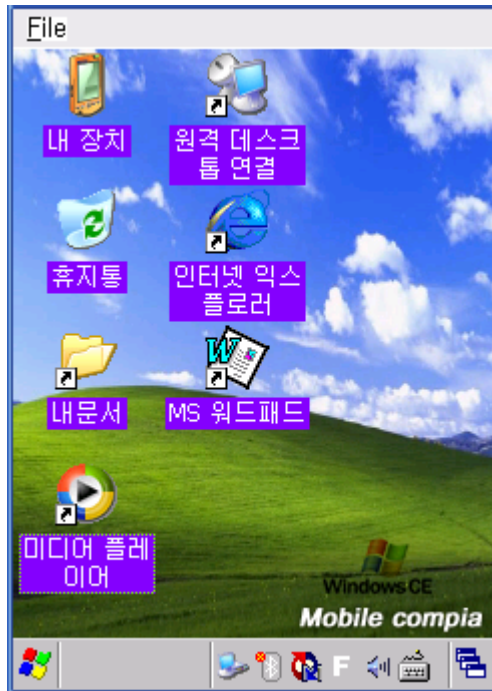 File
내 장치
원격 데스크
톱 연결
휴지통
인터넷 익스
플로러
내문서
MS 워드패드
미디어 플레
이어
Windows CE
Mobile compia
F